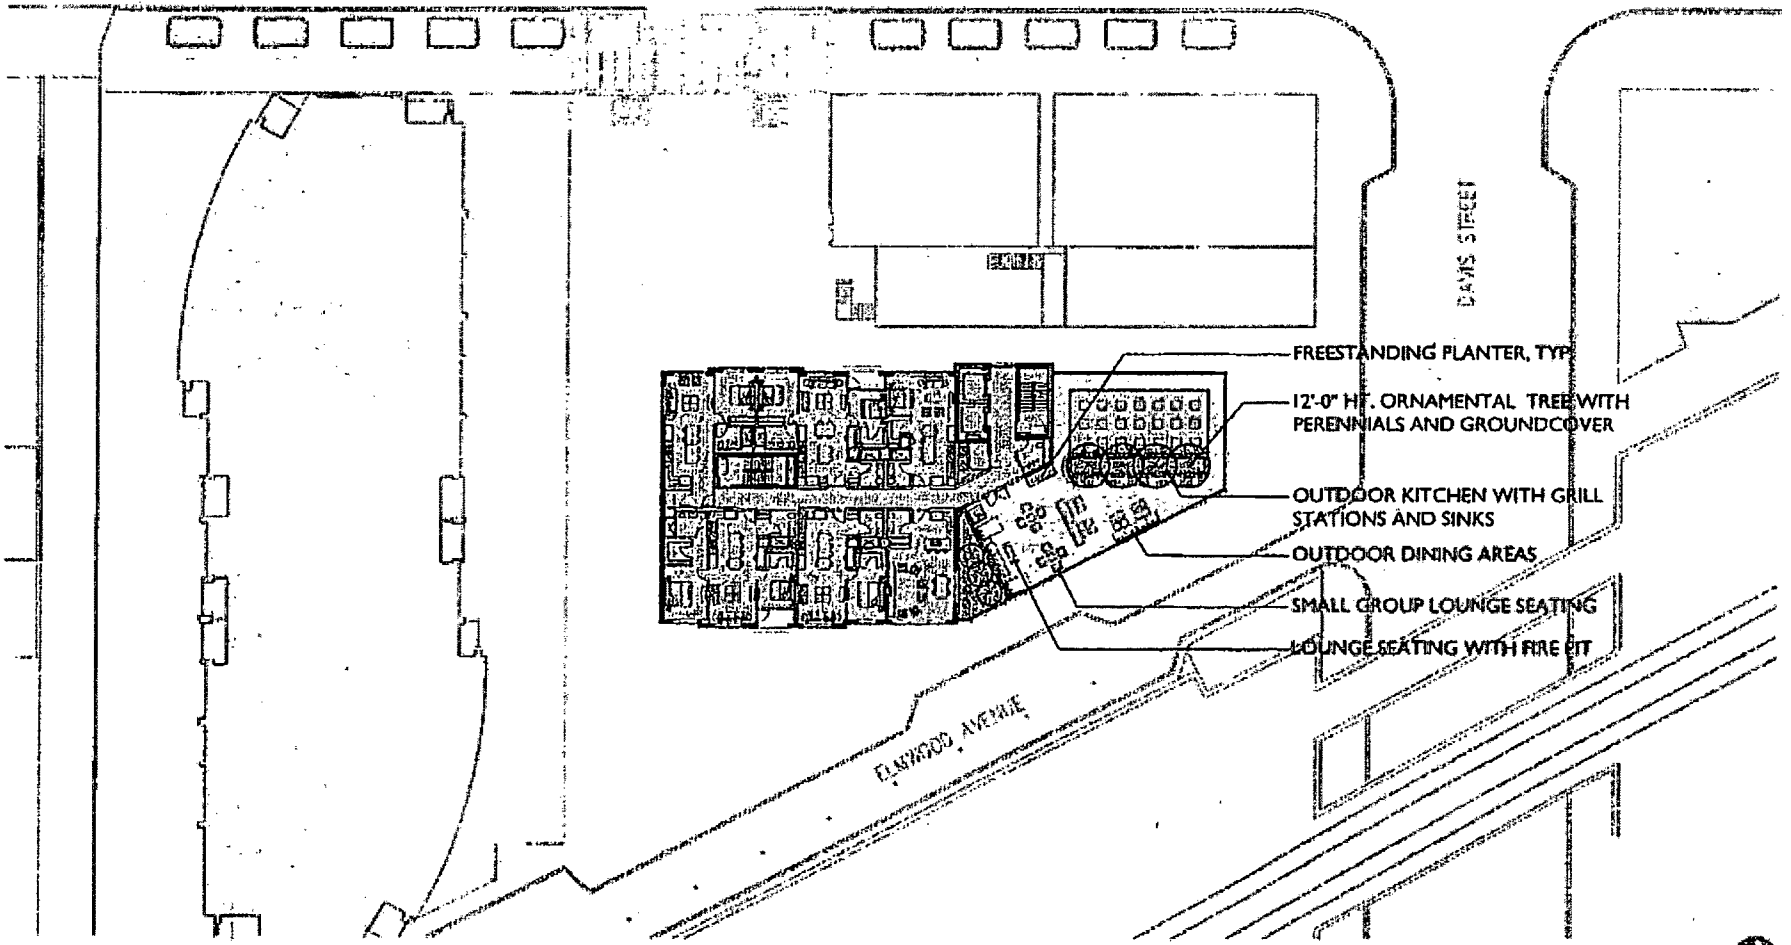 DAVIS STREET
FREESTANDING PLANTER, TYP.
12'-0" HT. ORNAMENTAL TREE WITH
PERENNIALS AND GROUNDCOVER
OUTDOOR KITCHEN WITH GRILL
STATIONS AND SINKS
OUTDOOR DINING AREAS
SMALL GROUP LOUNGE SEATING
LOUNGE SEATING WITH FIRE PIT
ELMWOOD AVENUE